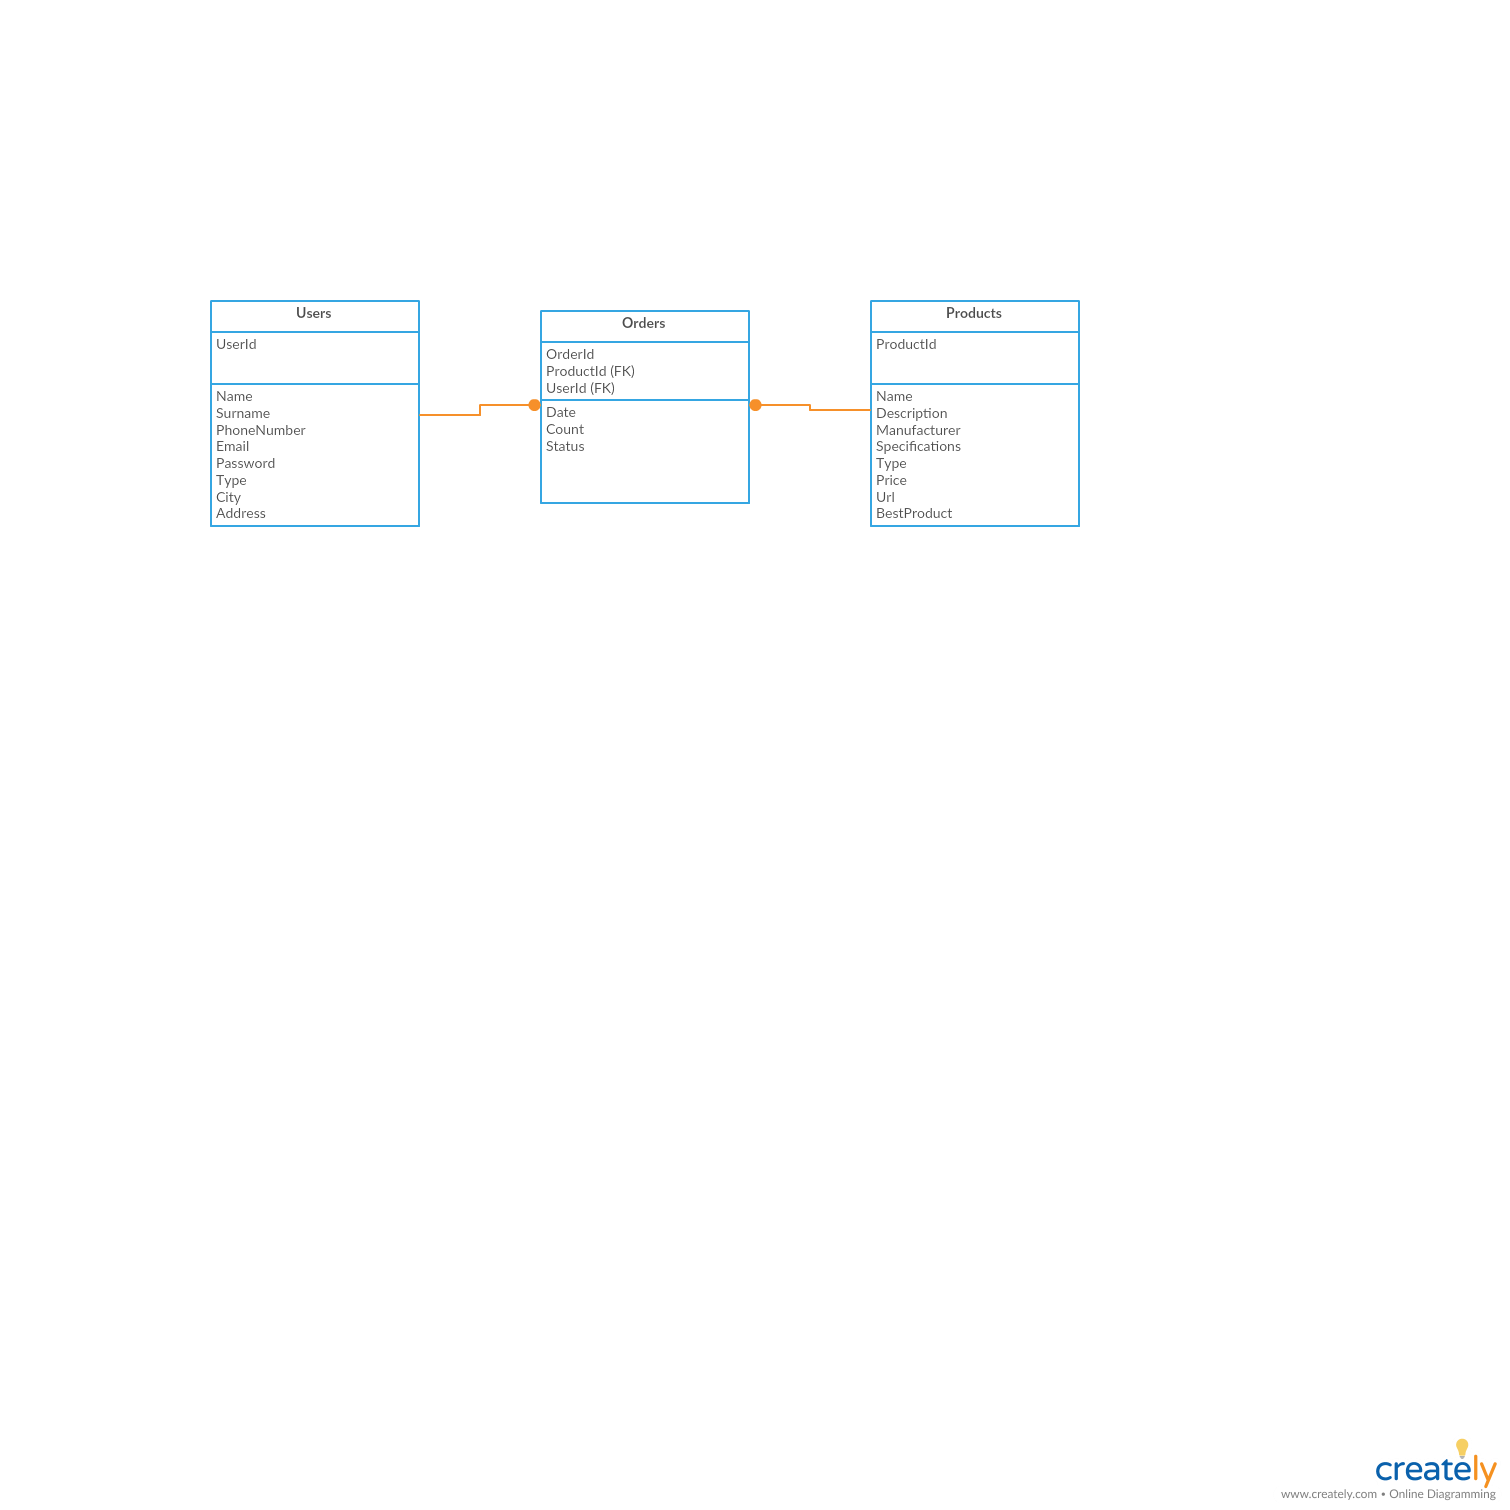 Users
UserId
Name
Surname
PhoneNumber
Email
Password
Type
City
Address
Orders
OrderId
ProductId (FK)
UserId (FK)
Date
Count
Status
Products
ProductId
Name
Description
Manufacturer
Specifications
Type
Price
Url
BestProduct
creately
www.creately.com • Online Diagramming